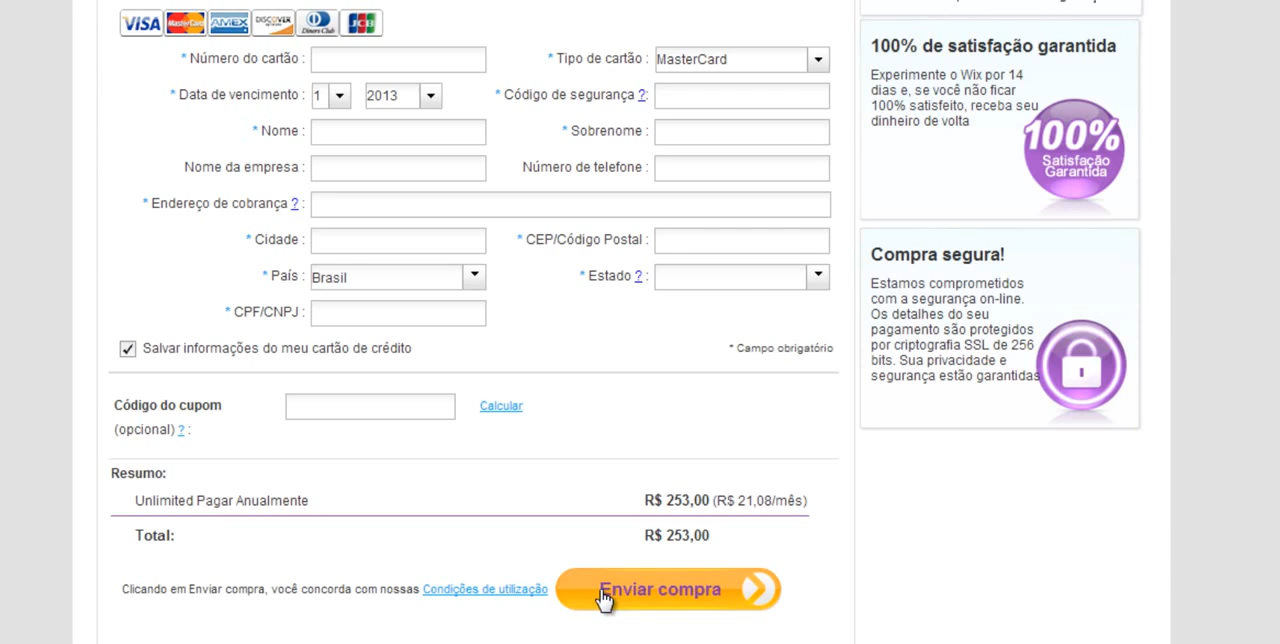 VISA MasterCard AMEX DISCOVER Diners Club JCB
* Número do cartão :
* Tipo de cartão : MasterCard
* Data de vencimento : 1 2013
* Código de segurança ?:
* Nome :
* Sobrenome :
Nome da empresa :
Número de telefone :
* Endereço de cobrança ? :
* Cidade :
* CEP/Código Postal :
* País : Brasil
* Estado ? :
* CPF/CNPJ :
Salvar informações do meu cartão de crédito
* Campo obrigatório
Código do cupom
(opcional) ? :
Calcular
Resumo:
Unlimited Pagar Anualmente R$ 253,00 (R$ 21,08/mês)
Total: R$ 253,00
Clicando em Enviar compra, você concorda com nossas Condições de utilização
Enviar compra
100% de satisfação garantida
Experimente o Wix por 14
dias e, se você não ficar
100% satisfeito, receba seu
dinheiro de volta
100%
Satisfação
Garantida
Compra segura!
Estamos comprometidos
com a segurança on-line.
Os detalhes do seu
pagamento são protegidos
por criptografia SSL de 256
bits. Sua privacidade e
segurança estão garantidas